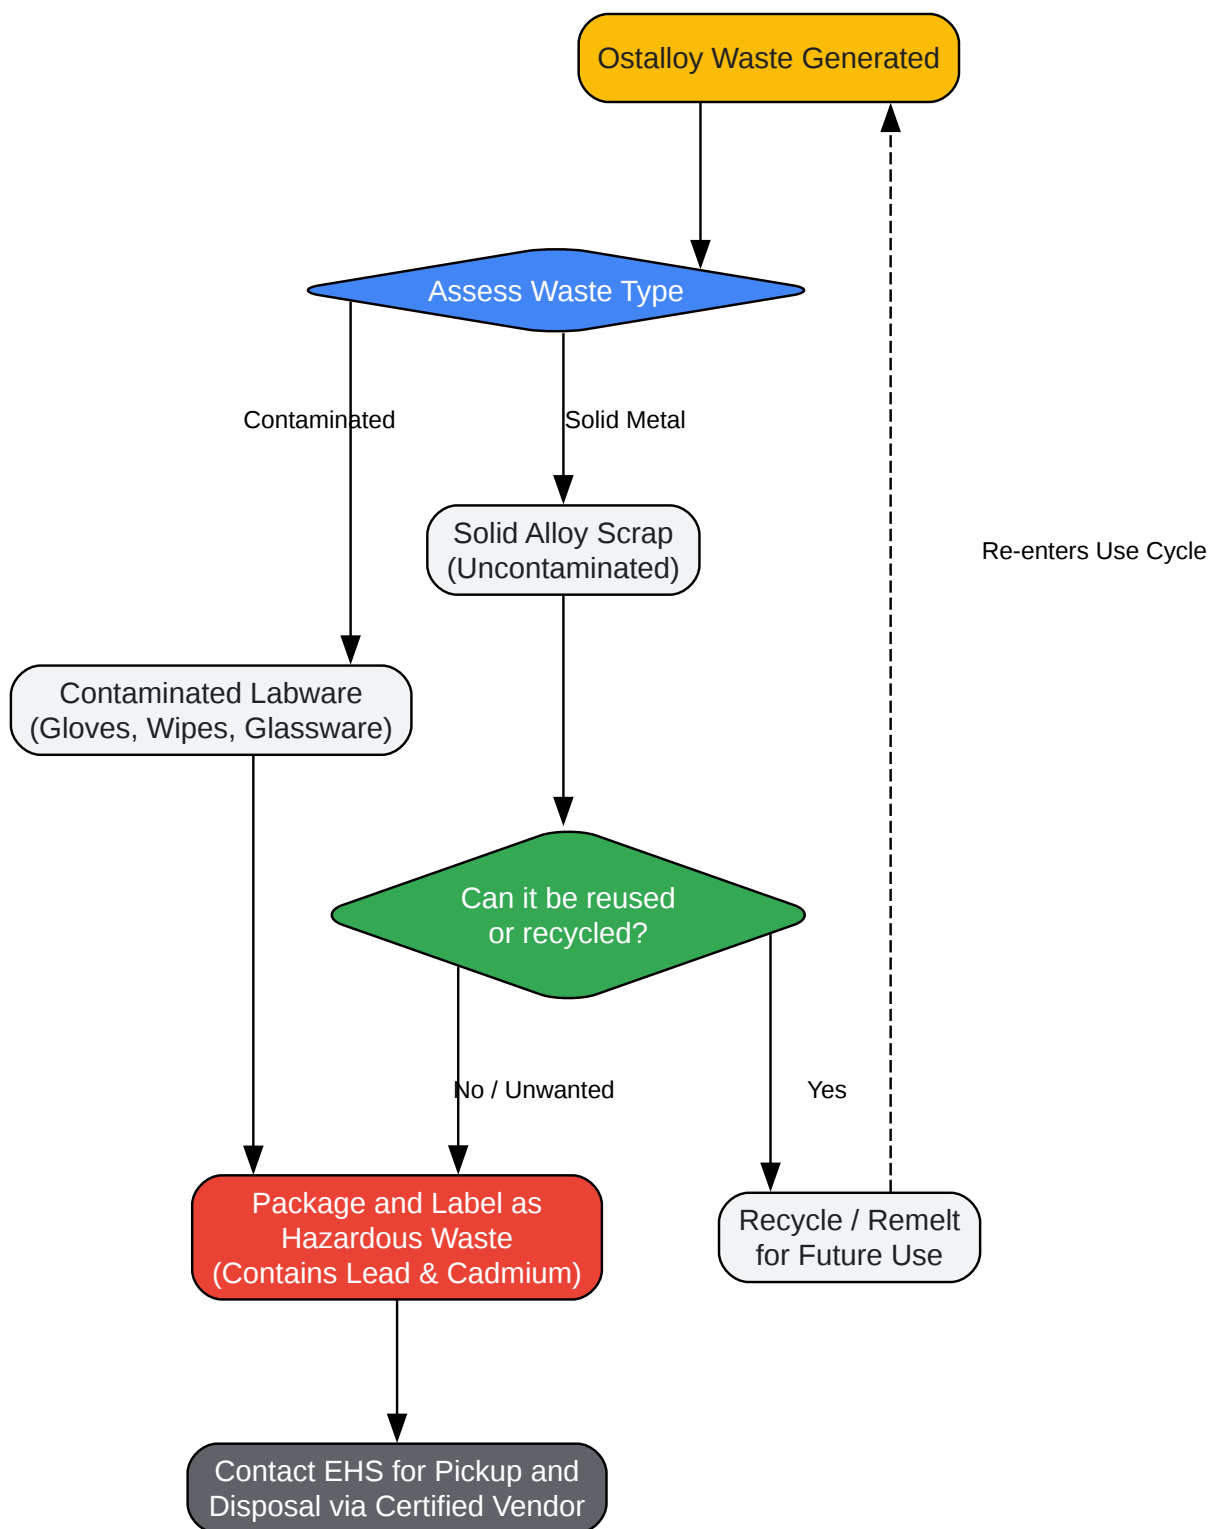 Ostalloy Waste Generated
Assess Waste Type
Contaminated
Solid Metal
Solid Alloy Scrap
(Uncontaminated)
Re-enters Use Cycle
Contaminated Labware
(Gloves, Wipes, Glassware)
Can it be reused
or recycled?
No / Unwanted
Yes
Package and Label as
Hazardous Waste
(Contains Lead & Cadmium)
Recycle / Remelt
for Future Use
Contact EHS for Pickup and
Disposal via Certified Vendor